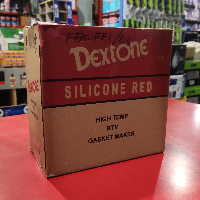 Dextone
SILICONE RED
HIGH TEMP
RTV
GASKET MAKER